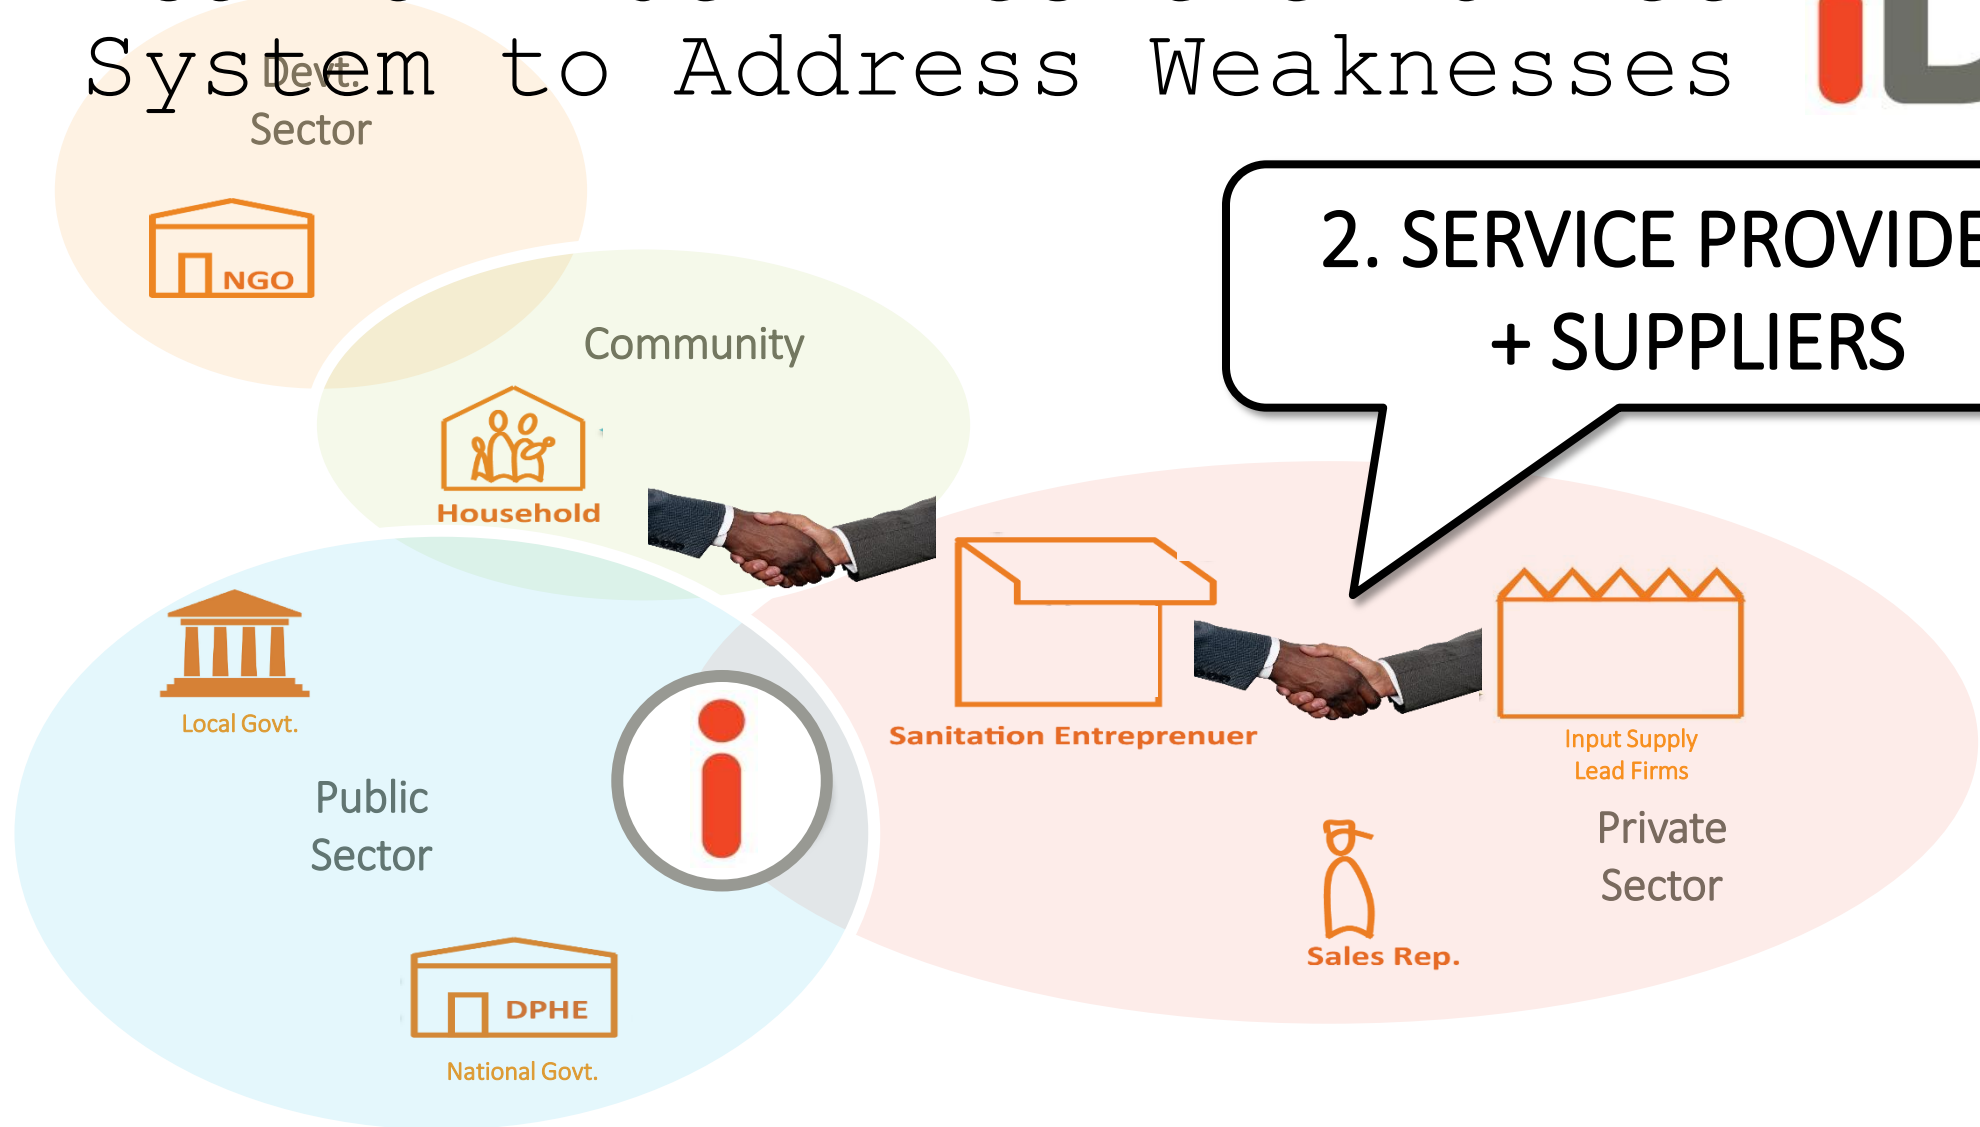 System to Address Weaknesses
Devt.
Sector
NGO
2. SERVICE PROVIDE
+ SUPPLIERS
Community
Household
Local Govt.
Sanitation Entreprenuer
Input Supply
Lead Firms
Public
Sector
Private
Sector
Sales Rep.
DPHE
National Govt.